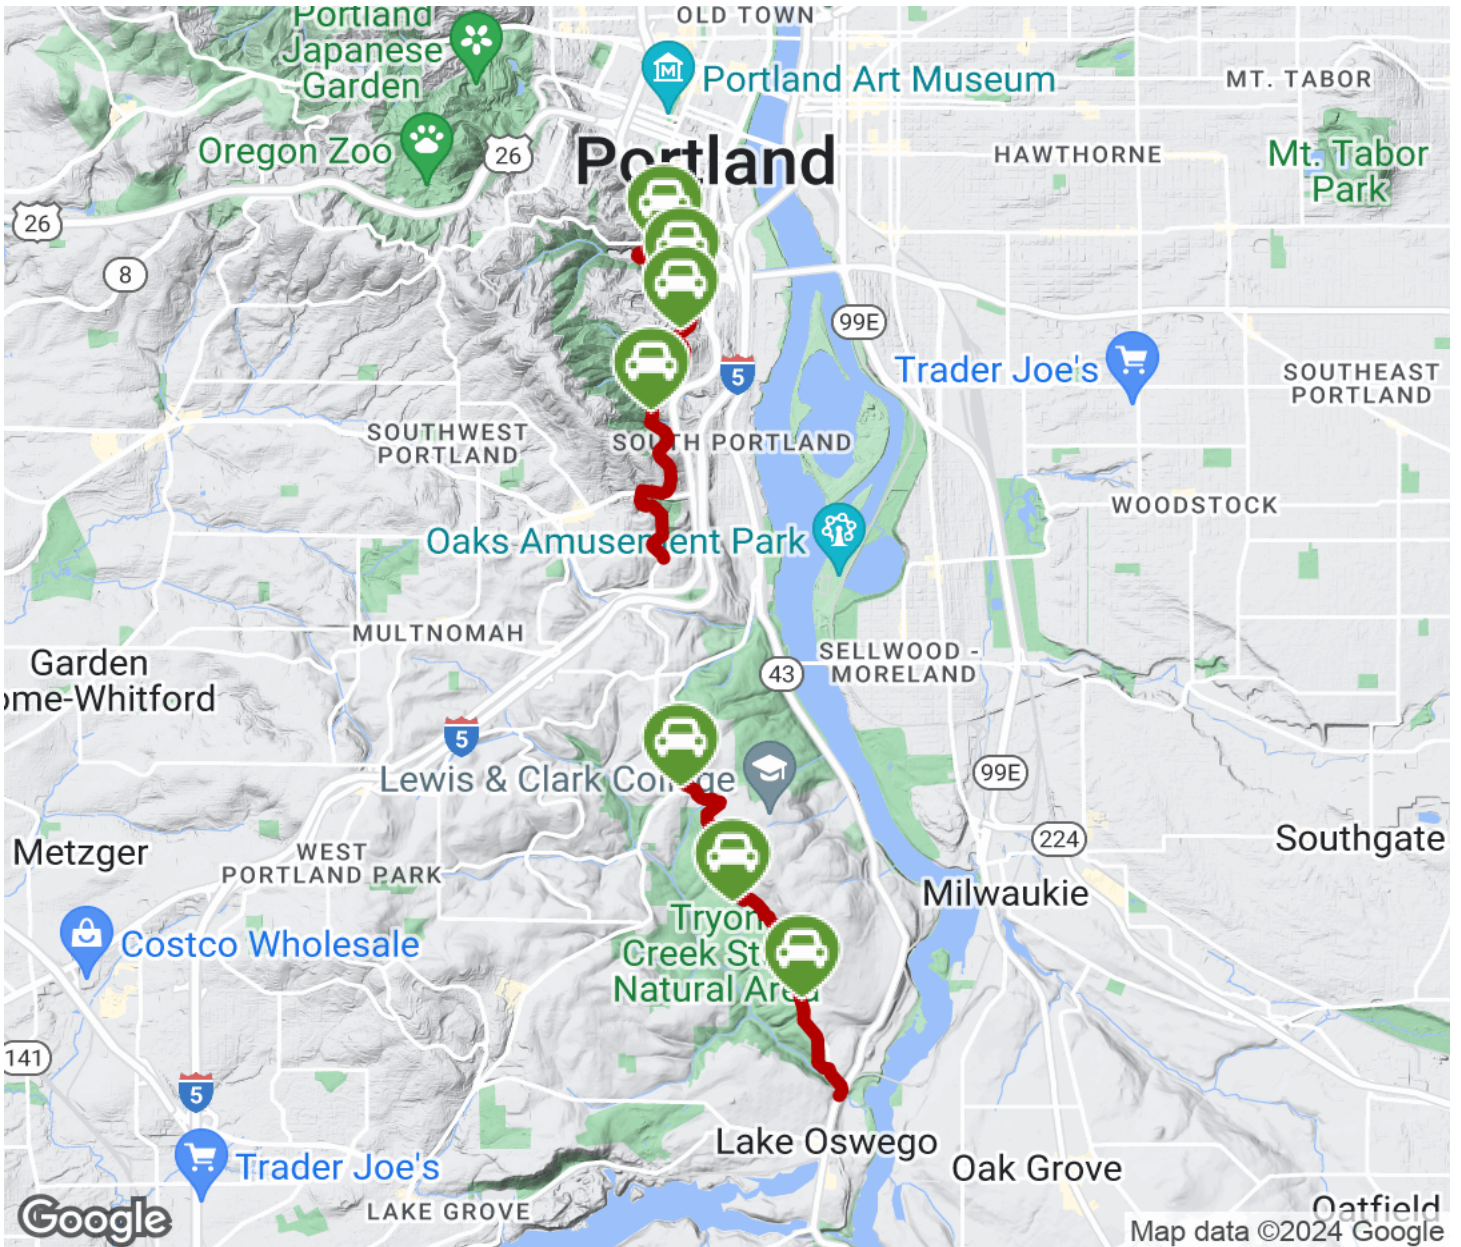 OLD TOWN
Portland
Japanese
Garden
Portland Art Museum
MT. TABOR
Oregon Zoo
26
Portland
HAWTHORNE
Mt. Tabor
Park
26
8
99E
5
Trader Joe's
SOUTHEAST
PORTLAND
SOUTHWEST
PORTLAND
SOUTH PORTLAND
WOODSTOCK
Oaks Amusement Park
MULTNOMAH
Garden
ome-Whitford
43
SELLWOOD -
MORELAND
5
Lewis & Clark College
99E
224
Metzger
WEST
PORTLAND PARK
Southgate
Milwaukie
Costco Wholesale
Tryon
Creek State
Natural Area
141
5
Lake Oswego
Trader Joe's
Oak Grove
LAKE GROVE
Oatfield
Google
Map data ©2024 Google